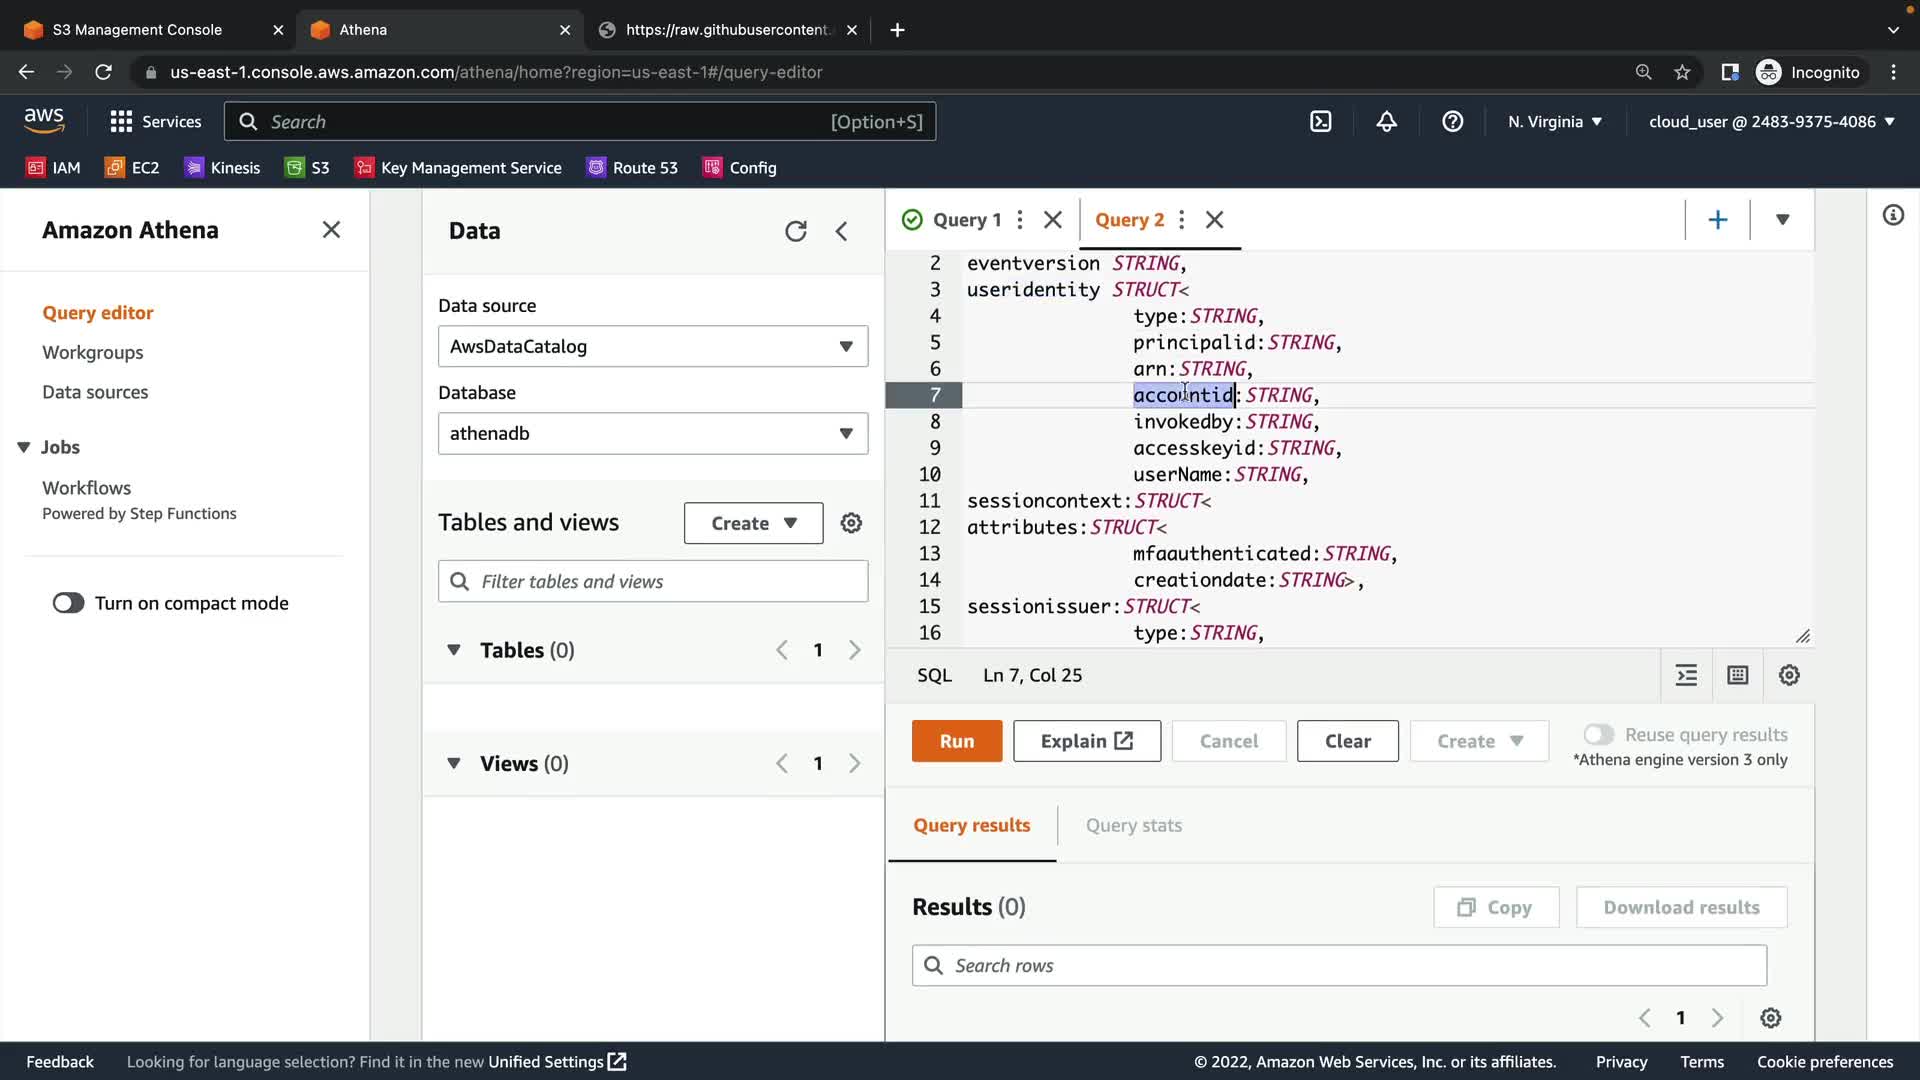 S3 Management Console
Athena
https://raw.githubusercontent.
us-east-1.console.aws.amazon.com/athena/home?region=us-east-1#/query-editor
Incognito
aws
Services
Search
[Option+S]
N. Virginia
cloud_user @ 2483-9375-4086
IAM
EC2
Kinesis
S3
Key Management Service
Route 53
Config
Amazon Athena
Query editor
Workgroups
Data sources
Jobs
Workflows
Powered by Step Functions
Turn on compact mode
Data
Data source
AwsDataCatalog
Database
athenadb
Tables and views
Create
Filter tables and views
Tables (0)
1
Views (0)
1
Query 1
Query 2
2 eventversion STRING,
3 useridentity STRUCT<
4 type:STRING,
5 principalid:STRING,
6 arn:STRING,
7 accountid:STRING,
8 invokedby:STRING,
9 accesskeyid:STRING,
10 userName:STRING,
11 sessioncontext:STRUCT<
12 attributes:STRUCT<
13 mfaauthenticated:STRING,
14 creationdate:STRING>,
15 sessionissuer:STRUCT<
16 type:STRING,
SQL
Ln 7, Col 25
Run
Explain
Cancel
Clear
Create
Reuse query results
*Athena engine version 3 only
Query results
Query stats
Results (0)
Copy
Download results
Search rows
1
Feedback
Looking for language selection? Find it in the new Unified Settings
© 2022, Amazon Web Services, Inc. or its affiliates.
Privacy
Terms
Cookie preferences